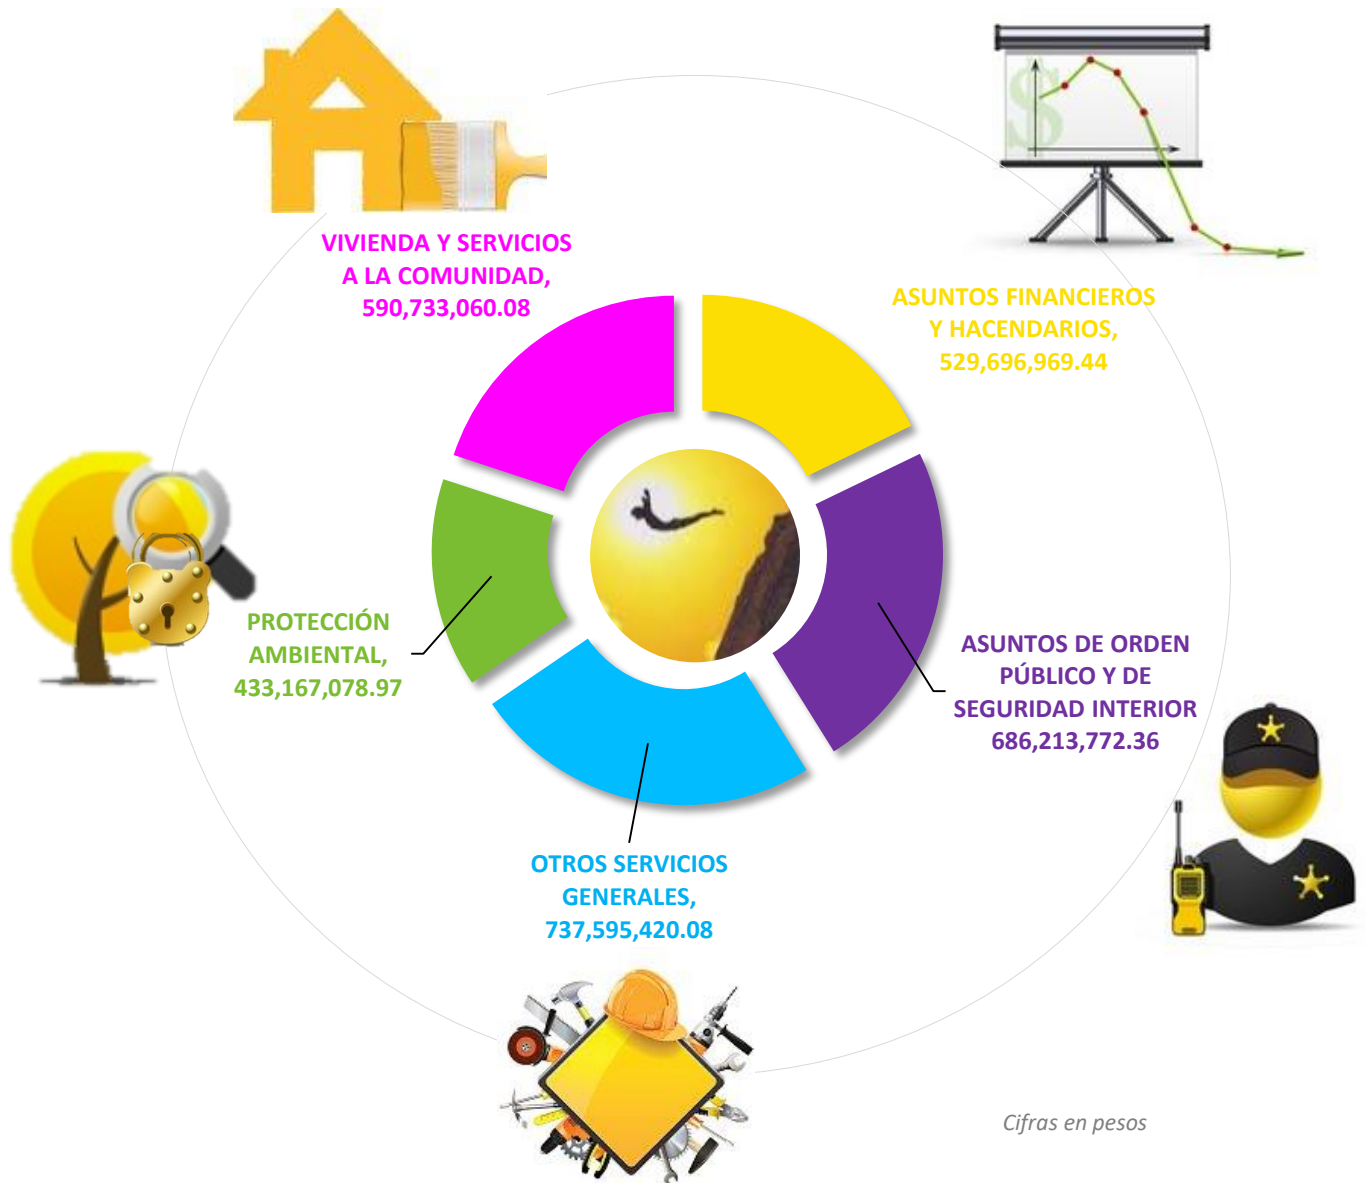 VIVIENDA Y SERVICIOS
A LA COMUNIDAD,
590,733,060.08
ASUNTOS FINANCIEROS
Y HACENDARIOS,
529,696,969.44
PROTECCIÓN
AMBIENTAL,
433,167,078.97
ASUNTOS DE ORDEN
PÚBLICO Y DE
SEGURIDAD INTERIOR
686,213,772.36
OTROS SERVICIOS
GENERALES,
737,595,420.08
Cifras en pesos